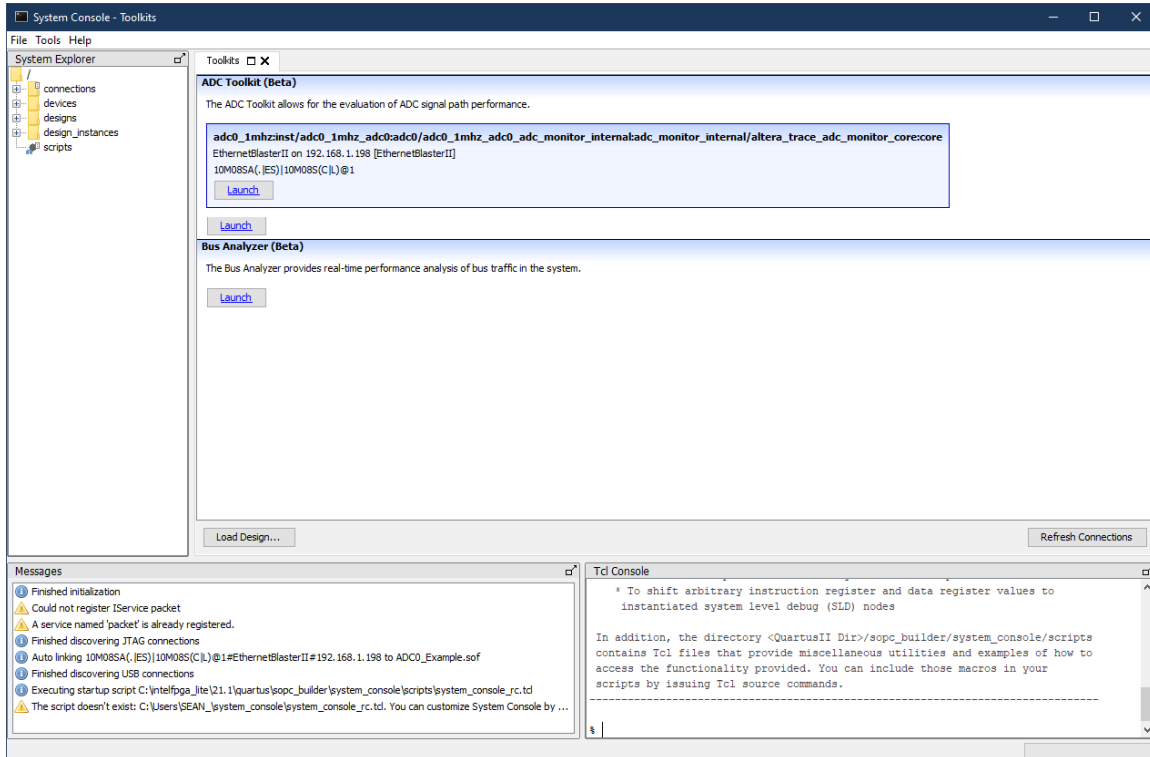 System Console - Toolkits
File Tools Help
System Explorer
/
connections
devices
designs
design_instances
scripts
Toolkits
ADC Toolkit (Beta)
The ADC Toolkit allows for the evaluation of ADC signal path performance.
adc0_1mhz:inst/adc0_1mhz_adc0:adc0/adc0_1mhz_adc0_adc_monitor_internal:adc_monitor_internal/altera_trace_adc_monitor_core:core
EthernetBlasterII on 192.168.1.198 [EthernetBlasterII]
10M08SA(.|ES)|10M08S(C|L)@1
Launch
Launch
Bus Analyzer (Beta)
The Bus Analyzer provides real-time performance analysis of bus traffic in the system.
Launch
Load Design...
Refresh Connections
Messages
Finished initialization
Could not register IService packet
A service named 'packet' is already registered.
Finished discovering JTAG connections
Auto linking 10M08SA(.|ES)|10M08S(C|L)@1#EthernetBlasterII#192.168.1.198 to ADC0_Example.sof
Finished discovering USB connections
Executing startup script C:\intelfpga_lite\21.1\quartus\sopc_builder\system_console\scripts\system_console_rc.tcl
The script doesn't exist: C:\Users\SEAN_\system_console\system_console_rc.tcl. You can customize System Console by ...
Tcl Console
* To shift arbitrary instruction register and data register values to
instantiated system level debug (SLD) nodes
In addition, the directory <QuartusII Dir>/sopc_builder/system_console/scripts
contains Tcl files that provide miscellaneous utilities and examples of how to
access the functionality provided. You can include those macros in your
scripts by issuing Tcl source commands.
-----------------------------------------------------------------------------
%